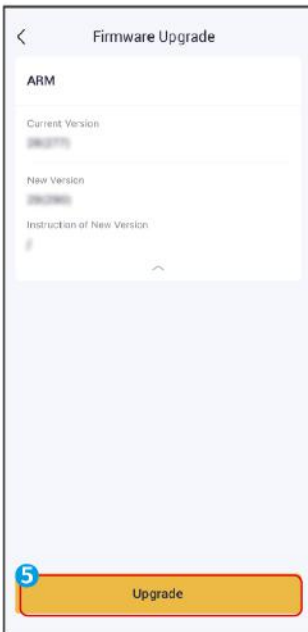 Firmware Upgrade
ARM
Current Version
New Version
Instruction of New Version
5
Upgrade